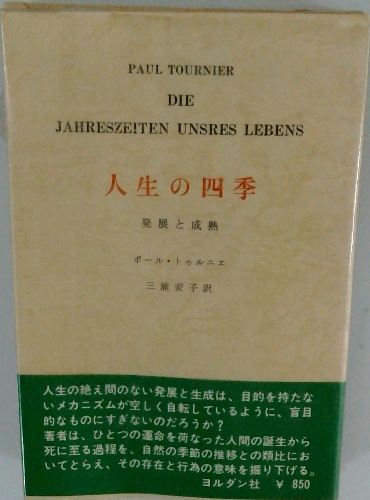 PAUL TOURNIER
DIE
JAHRESZEITEN UNSRES LEBENS
人生の四季
発展と成熟
ポール・トゥルニエ
三浦安子訳
人生の絶え間のない発展と生成は、目的を持たな
いメカニズムが空しく自転しているように、盲目
的なものにすぎないのだろうか?
著者は、ひとつの運命を荷なった人間の誕生から
死に至る過程を、自然の季節の推移との類比にお
いてとらえ、その存在と行為の意味を掘り下げる。
ヨルダン社 ¥850